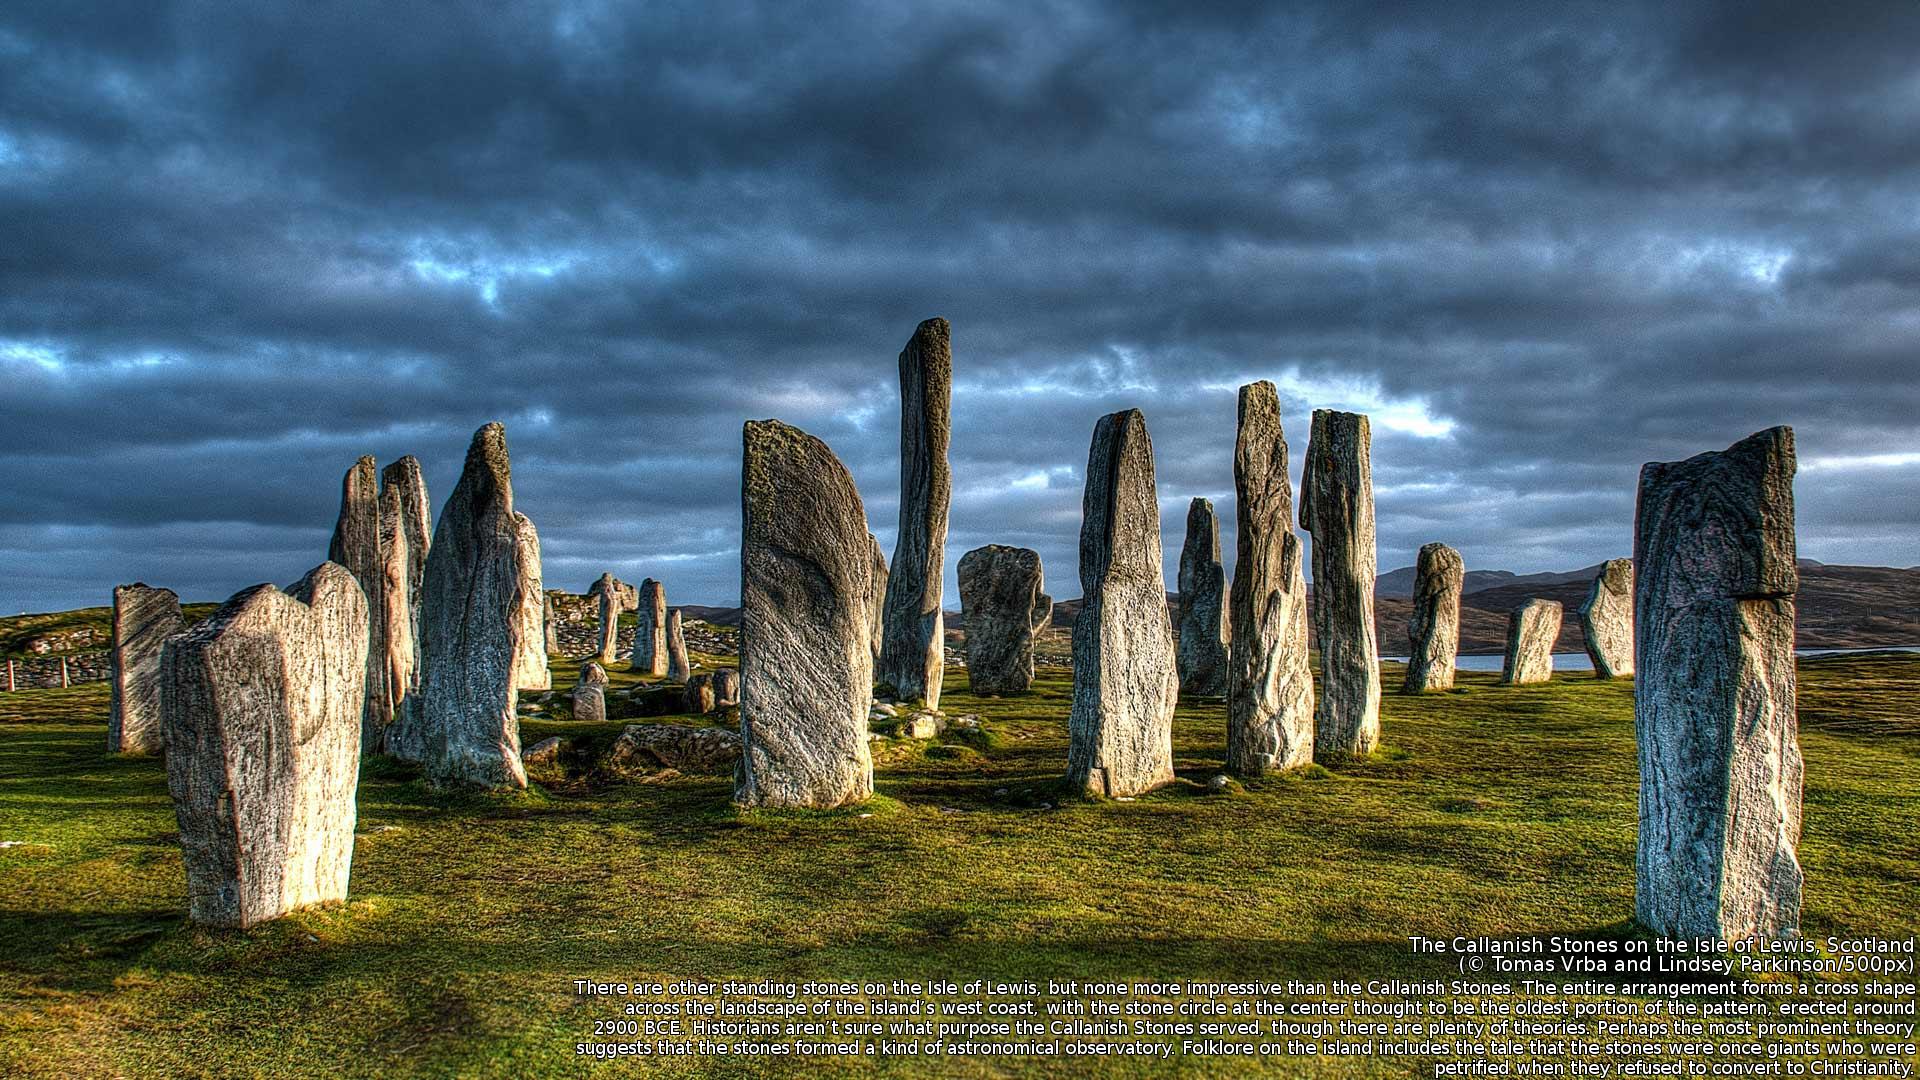 The Callanish Stones on the Isle of Lewis, Scotland
(© Tomas Vrba and Lindsey Parkinson/500px)
There are other standing stones on the Isle of Lewis, but none more impressive than the Callanish Stones. The entire arrangement forms a cross shape
across the landscape of the island’s west coast, with the stone circle at the center thought to be the oldest portion of the pattern, erected around
2900 BCE. Historians aren’t sure what purpose the Callanish Stones served, though there are plenty of theories. Perhaps the most prominent theory
suggests that the stones formed a kind of astronomical observatory. Folklore on the island includes the tale that the stones were once giants who were
petrified when they refused to convert to Christianity.